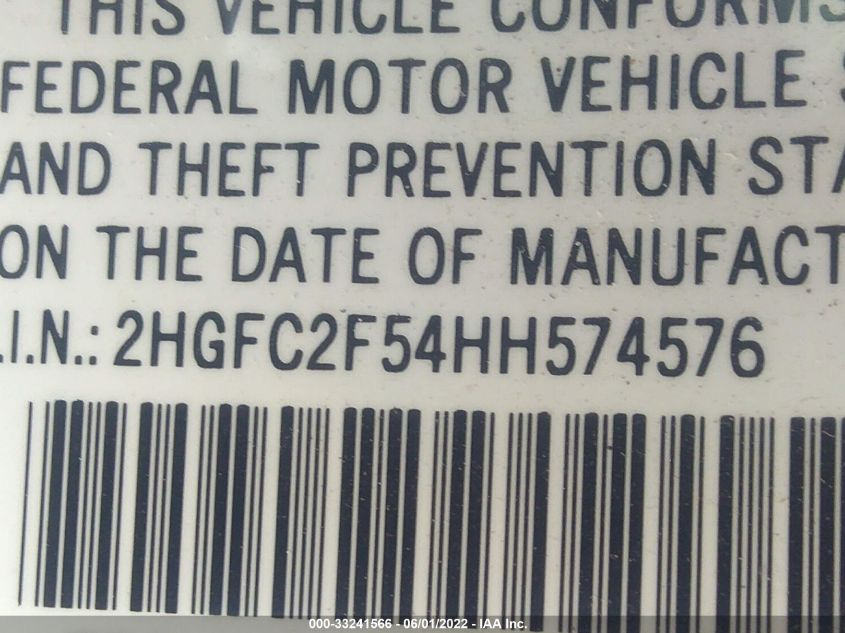 THIS VEHICLE CONFORMS
FEDERAL MOTOR VEHICLE S
AND THEFT PREVENTION STA
ON THE DATE OF MANUFACT
.I.N.: 2HGFC2F54HH574576
000-33241566 - 06/01/2022 - IAA Inc.